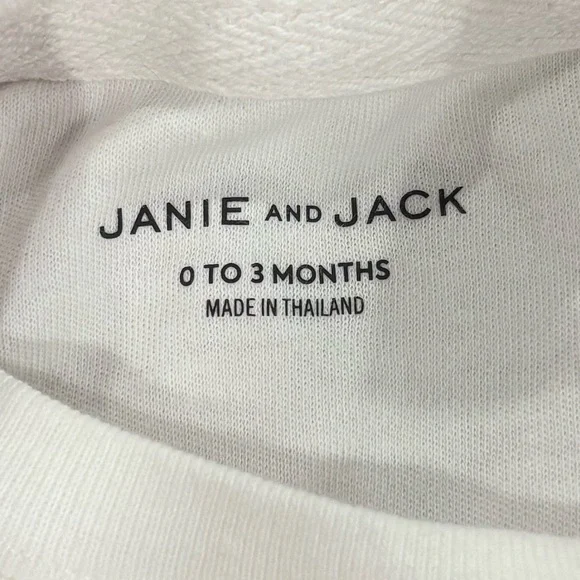 JANIE AND JACK
0 TO 3 MONTHS
MADE IN THAILAND